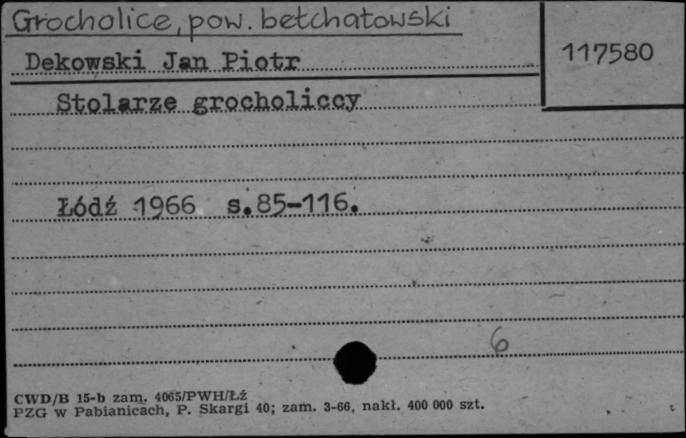 Grocholice, pow. bełchatowski
117580
Dekowski Jan Piotr
Stolarze grocholiccy
Łódź 1966 s.85-116.
6
CWD/B 15-b zam. 4065/PWH/Łź
PZG w Pabianicach, P. Skargi 40; zam. 3-66, nakł. 400 000 szt.